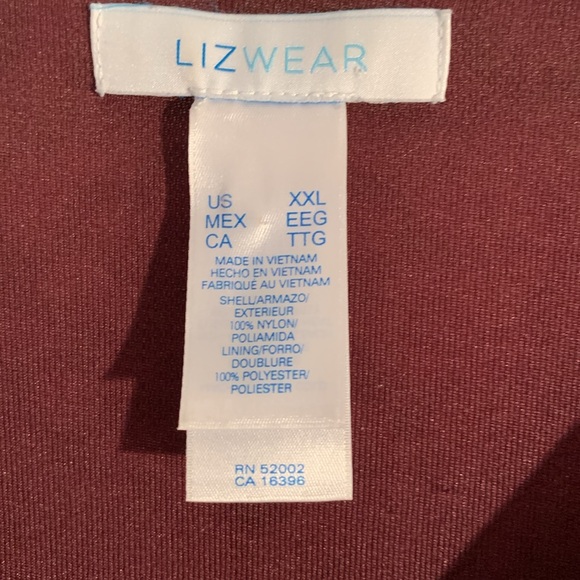 LIZWEAR
US XXL
MEX EEG
CA TTG
MADE IN VIETNAM
HECHO EN VIETNAM
FABRIQUÉ AU VIETNAM
SHELL/ARMAZO/
EXTERIEUR
100% NYLON/
POLIAMIDA
LINING/FORRO/
DOUBLURE
100% POLYESTER/
POLIESTER
RN 52002
CA 16396